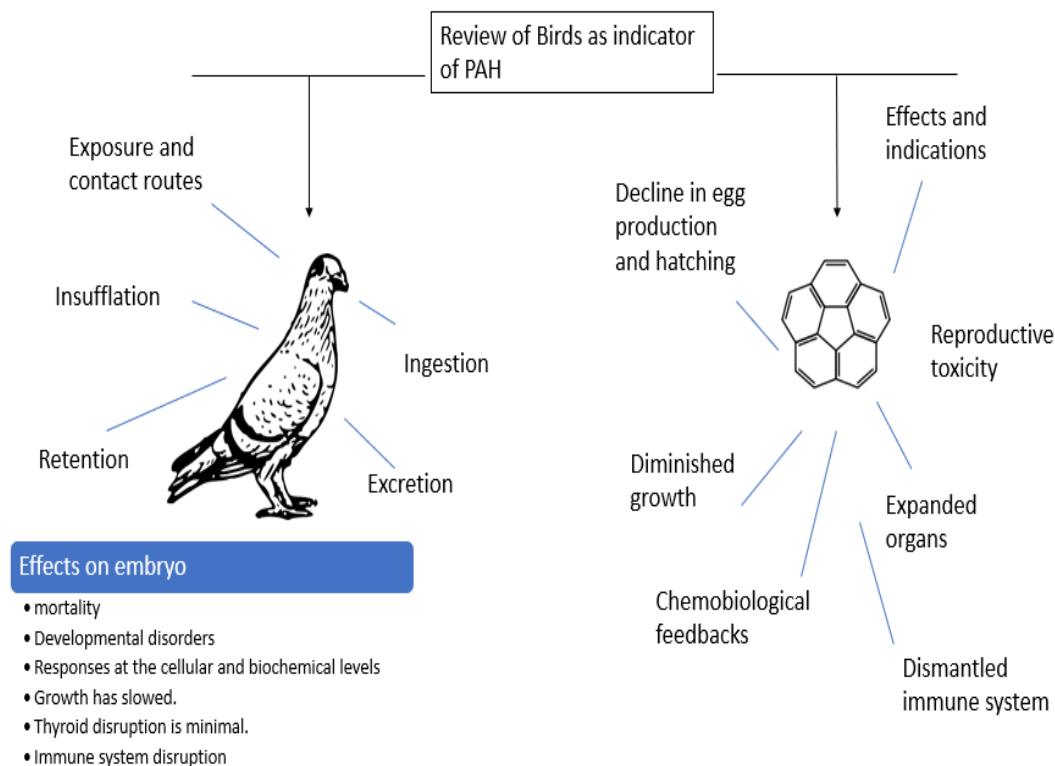 Review of Birds as indicator
of PAH
Exposure and
contact routes
Insufflation
Ingestion
Retention
Excretion
Effects and
indications
Decline in egg
production
and hatching
Reproductive
toxicity
Diminished
growth
Expanded
organs
Chemobiological
feedbacks
Dismantled
immune system
Effects on embryo
• mortality
• Developmental disorders
• Responses at the cellular and biochemical levels
• Growth has slowed.
• Thyroid disruption is minimal.
• Immune system disruption